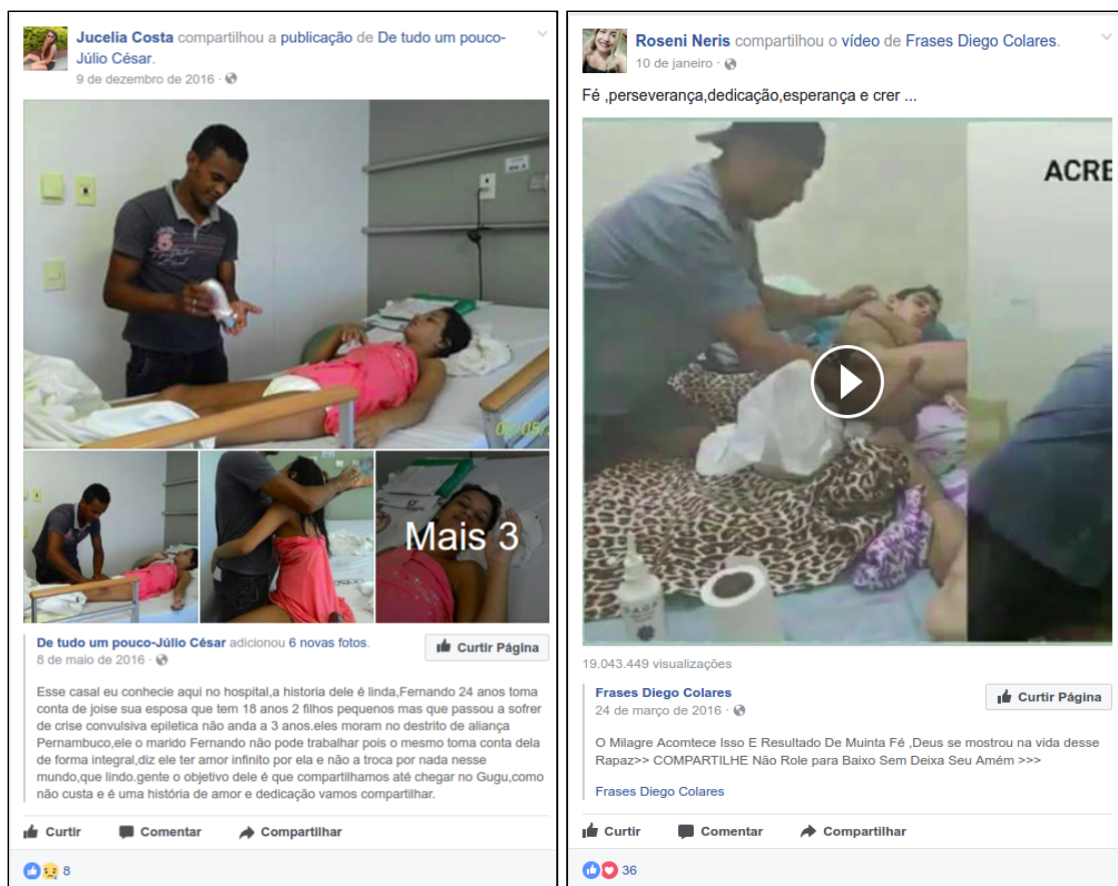 Jucelia Costa compartilhou a publicação de De tudo um pouco-
Júlio César.
9 de dezembro de 2016 ·
Mais 3
De tudo um pouco-Júlio César adicionou 6 novas fotos.
8 de maio de 2016 ·
Curtir Página
Esse casal eu conhecie aqui no hospital,a historia dele é linda,Fernando 24 anos toma
conta de joise sua esposa que tem 18 anos 2 filhos pequenos mas que passou a sofrer
de crise convulsiva epiletica não anda a 3 anos.eles moram no destrito de aliança
Pernambuco,ele o marido Fernando não pode trabalhar pois o mesmo toma conta dela
de forma integral,diz ele ter amor infinito por ela e não a troca por nada nesse
mundo,que lindo.gente o objetivo dele é que compartilhamos até chegar no Gugu,como
não custa e é uma história de amor e dedicação vamos compartilhar.
Curtir Comentar Compartilhar
8
Roseni Neris compartilhou o vídeo de Frases Diego Colares.
10 de janeiro ·
Fé ,perseverança,dedicação,esperança e crer ...
ACRE
19.043.449 visualizações
Frases Diego Colares
24 de março de 2016 ·
Curtir Página
O Milagre Acomtece Isso E Resultado De Muinta Fé ,Deus se mostrou na vida desse
Rapaz>> COMPARTILHE Não Role para Baixo Sem Deixa Seu Amém >>>
Frases Diego Colares
Curtir Comentar Compartilhar
36